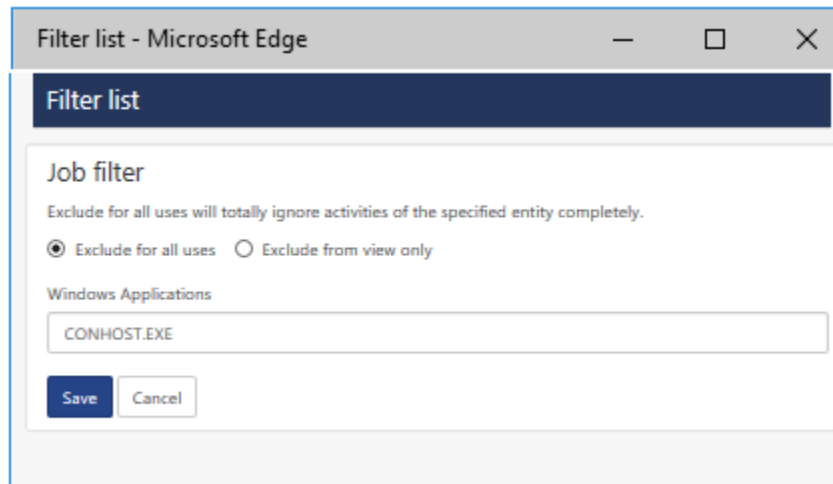 Filter list - Microsoft Edge
Filter list
Job filter
Exclude for all uses will totally ignore activities of the specified entity completely.
Exclude for all uses Exclude from view only
Windows Applications
CONHOST.EXE
Save Cancel